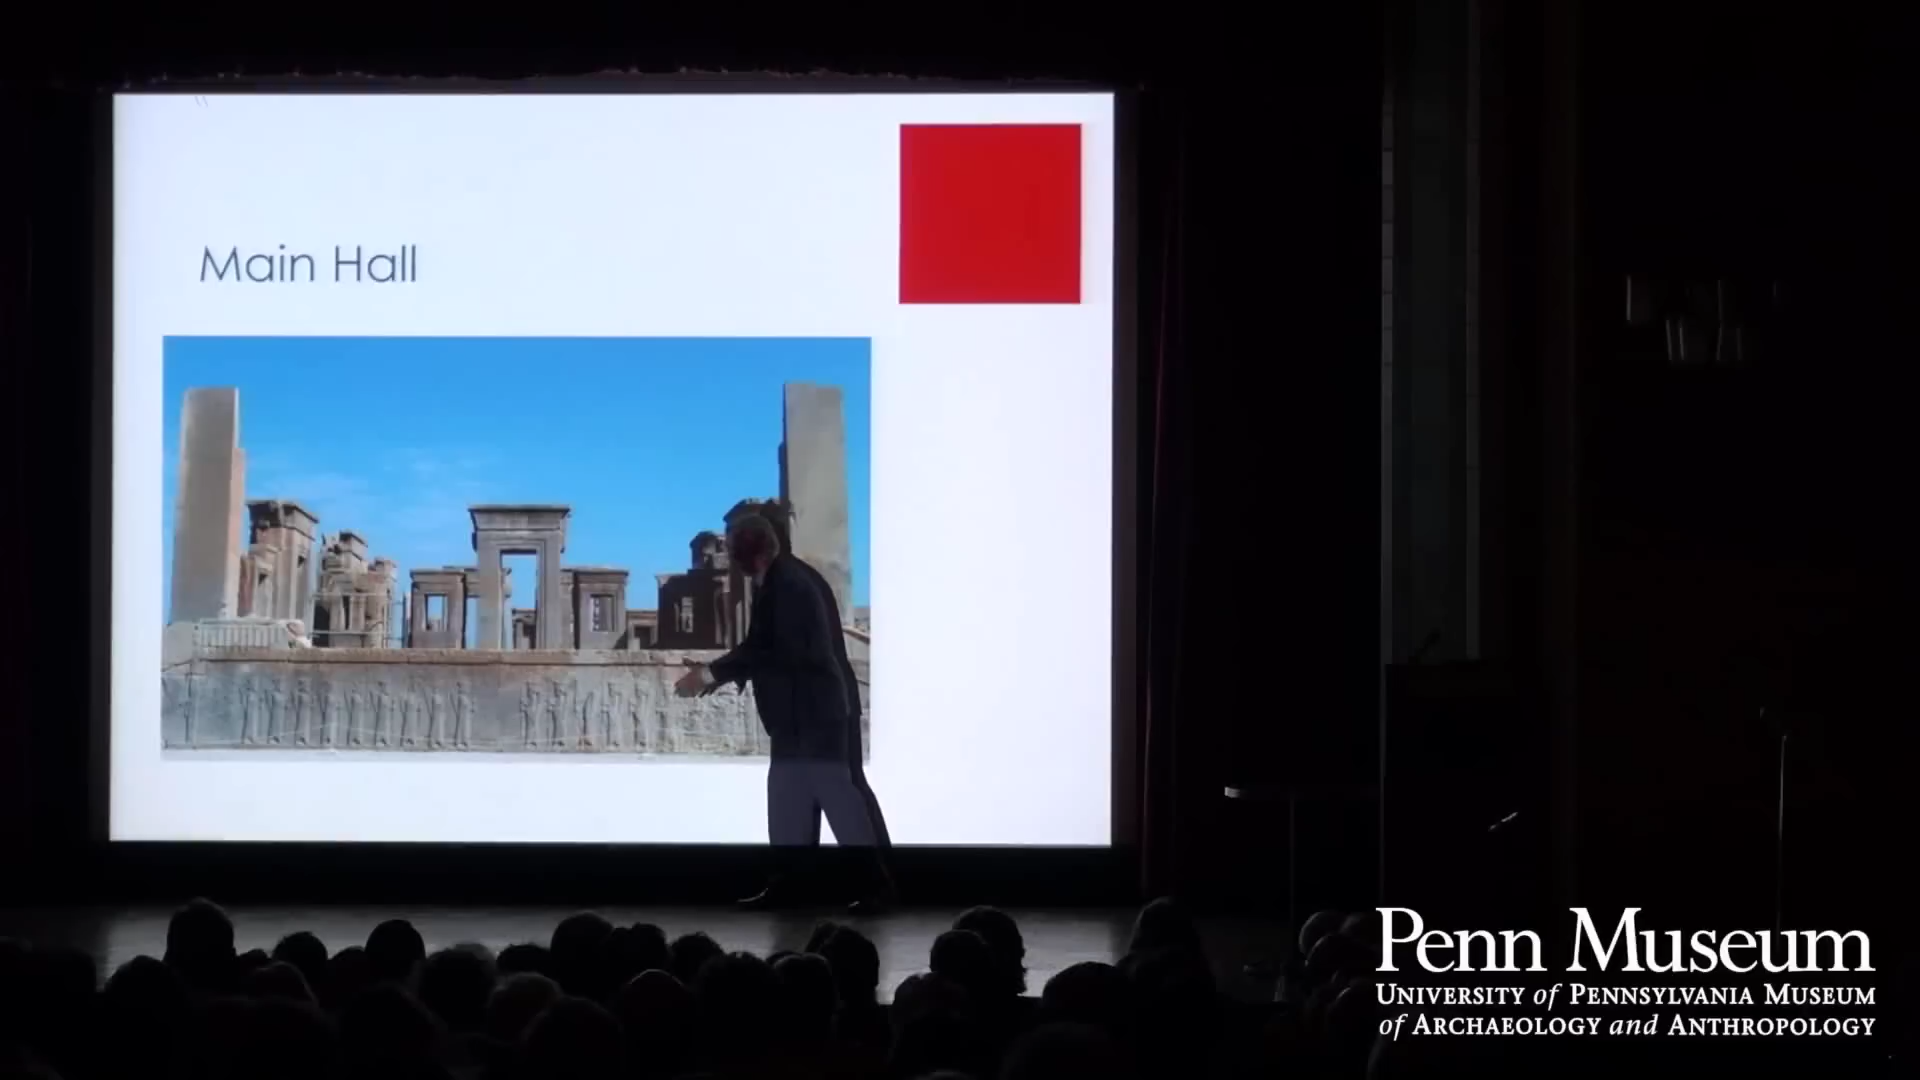 Main Hall
Penn Museum
UNIVERSITY of PENNSYLVANIA MUSEUM
of ARCHAEOLOGY and ANTHROPOLOGY